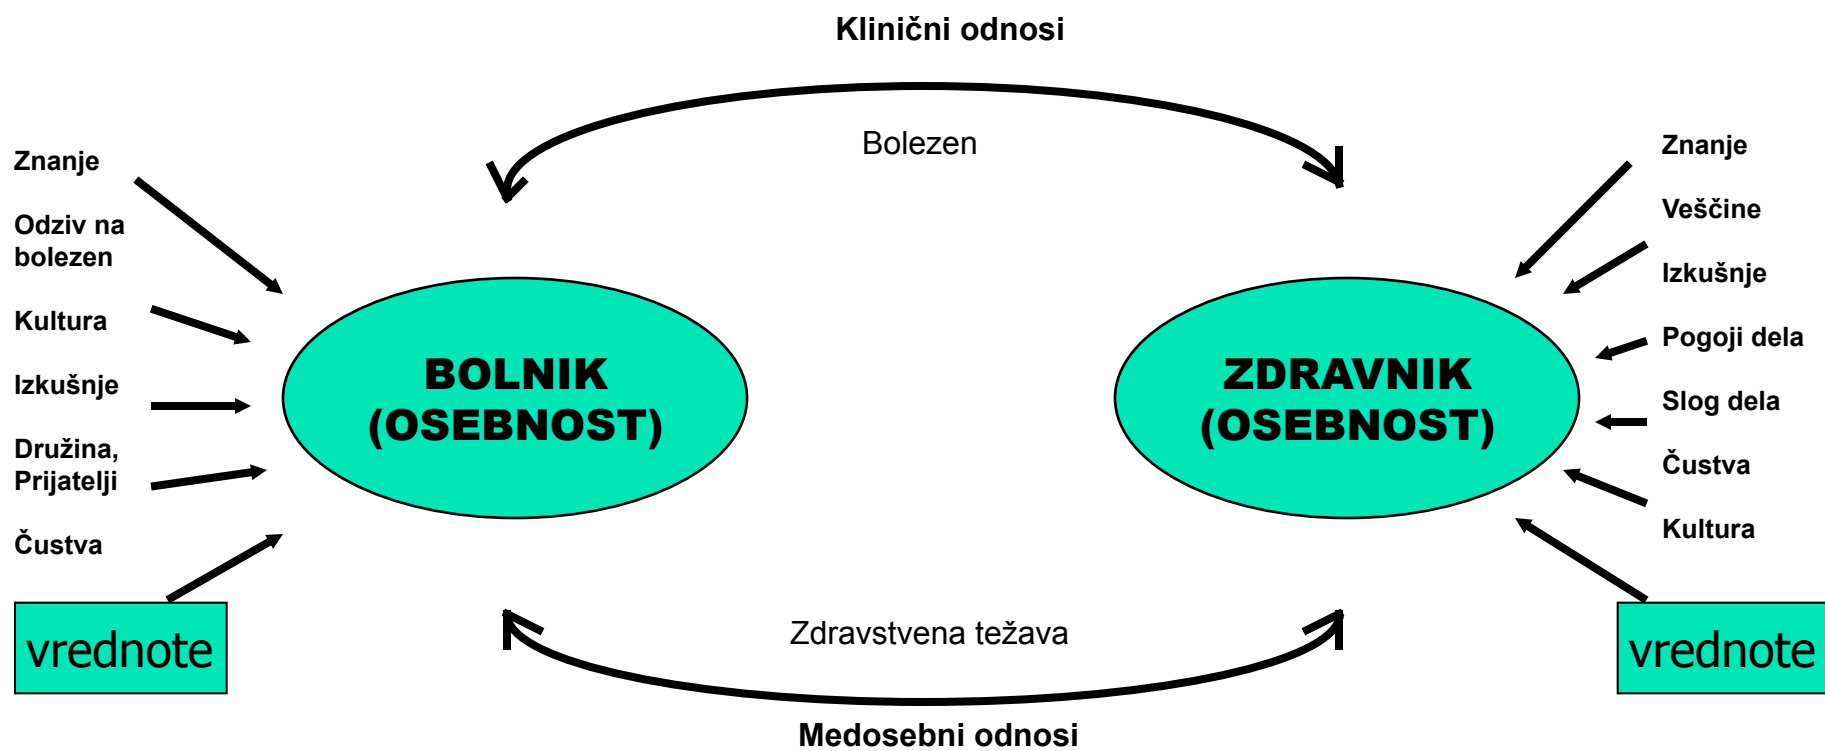 Klinični odnosi
Bolezen
Znanje
Odziv na
bolezen
Kultura
Izkušnje
Družina,
Prijatelji
Čustva
vrednote
BOLNIK
(OSEBNOST)
ZDRAVNIK
(OSEBNOST)
Znanje
Veščine
Izkušnje
Pogoji dela
Slog dela
Čustva
Kultura
vrednote
Zdravstvena težava
Medosebni odnosi